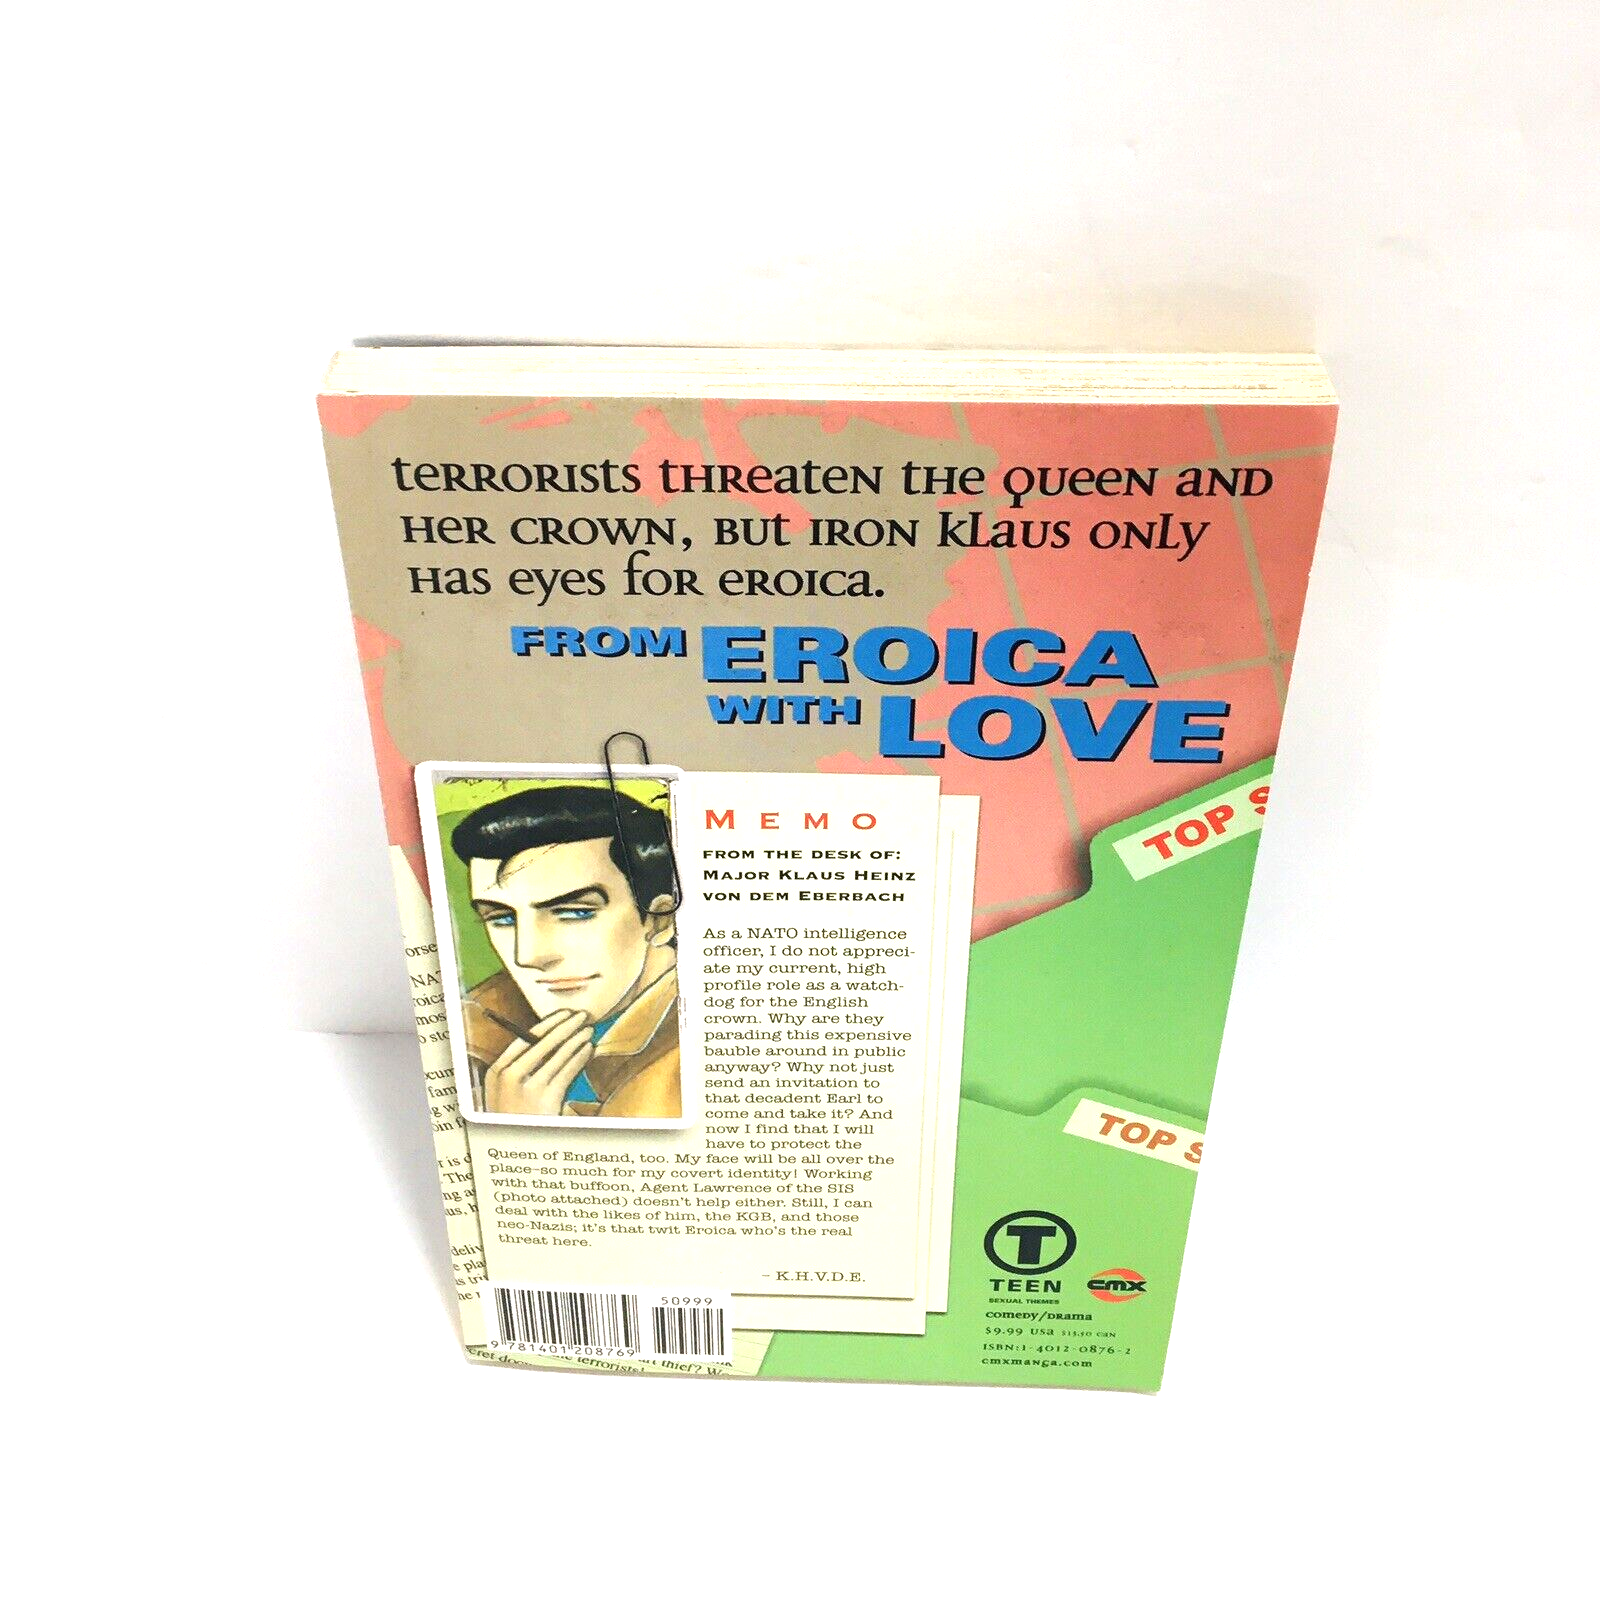 terrorists threaten the queen and
her crown, but iron klaus only
has eyes for eroica.
FROM EROICA
WITH LOVE
TOP S
MEMO
FROM THE DESK OF:
MAJOR KLAUS HEINZ
VON DEM EBERBACH
As a NATO intelligence
officer, I do not appreci-
ate my current, high
profile role as a watch-
dog for the English
crown. Why are they
parading this expensive
bauble around in public
anyway? Why not just
send an invitation to
that decadent Earl to
come and take it? And
now I find that I will
have to protect the
Queen of England, too. My face will be all over the
place–so much for my covert identity! Working
with that buffoon, Agent Lawrence of the SIS
(photo attached) doesn't help either. Still, I can
deal with the likes of him, the KGB, and those
neo-Nazis; it's that twit Eroica who's the real
threat here.
– K.H.V.D.E.
TOP S
50999
9 781401 208769
T
TEEN
SEXUAL THEMES
cmx
comedy/drama
$9.99 usa $13.50 can
ISBN:1-4012-0876-2
cmxmanga.com
terrorists!
thief?